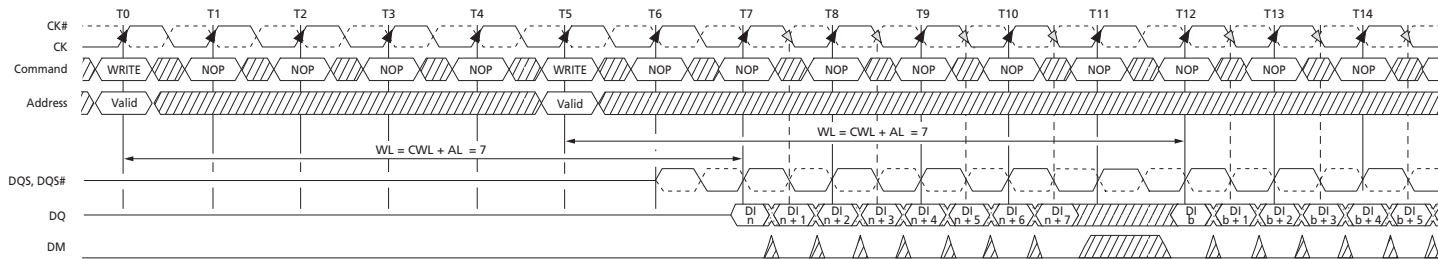 T0 T1 T2 T3 T4 T5 T6 T7 T8 T9 T10 T11 T12 T13 T14
CK#
CK
Command WRITE NOP NOP NOP NOP WRITE NOP NOP NOP NOP NOP NOP NOP NOP NOP
Address Valid Valid
WL = CWL + AL = 7
WL = CWL + AL = 7
DQS, DQS#
DQ DI n DI n + 1 DI n + 2 DI n + 3 DI n + 4 DI n + 5 DI n + 6 DI n + 7 DI b DI b + 1 DI b + 2 DI b + 3 DI b + 4 DI b + 5
DM